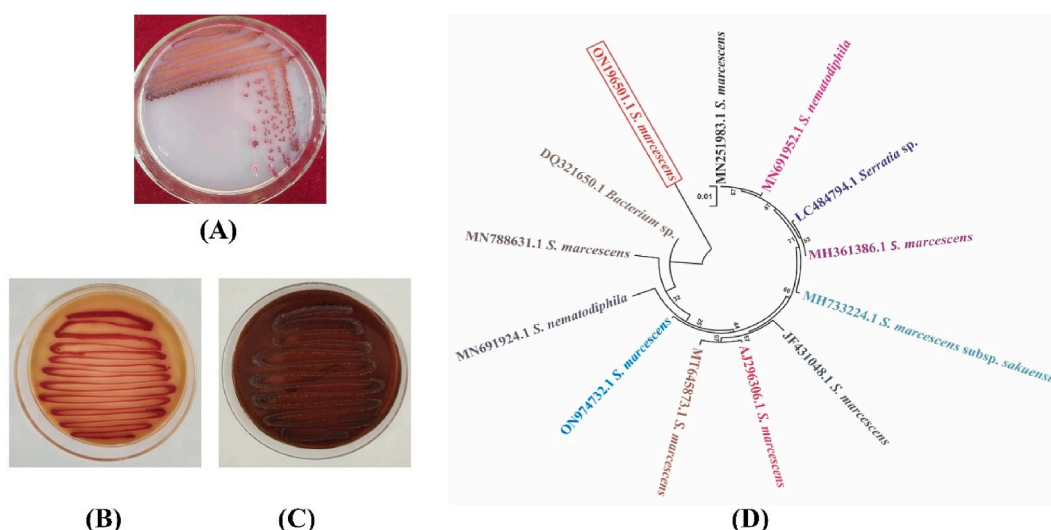 (A)
(B)
(C)
(D)
ON196501.1 S. marcescens
MN251983.1 S. marcescens
MN691952.1 S. nematodiphila
LC484794.1 Serratia sp.
MH361386.1 S. marcescens
MH733224.1 S. marcescens subsp. sakuensi
JF431048.1 S. marcescens
AJ296306.1 S. marcescens
MT645873.1 S. marcescens
ON974732.1 S. marcescens
MN691924.1 S. nematodiphila
MN788631.1 S. marcescens
DQ321650.1 Bacterium sp.
0.01